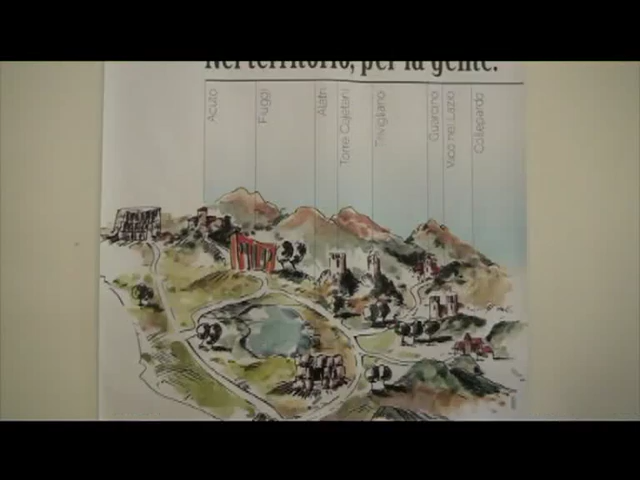 Nel territorio, per la gente.
Acuto
Fiuggi
Alatri
Torre Cajetani
Trivigliano
Guarcino
Vico nel Lazio
Collepardo